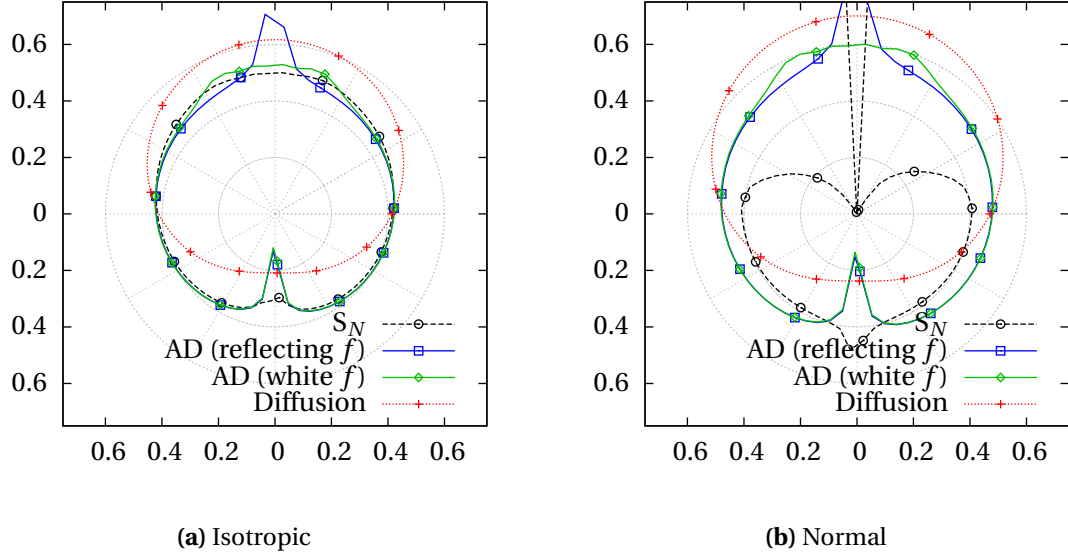 0.6
0.4
0.2
0
0.2
0.4
0.6
0.6 0.4 0.2 0 0.2 0.4 0.6
S_N
AD (reflecting f)
AD (white f)
Diffusion
(a) Isotropic
0.6
0.4
0.2
0
0.2
0.4
0.6
0.6 0.4 0.2 0 0.2 0.4 0.6
S_N
AD (reflecting f)
AD (white f)
Diffusion
(b) Normal